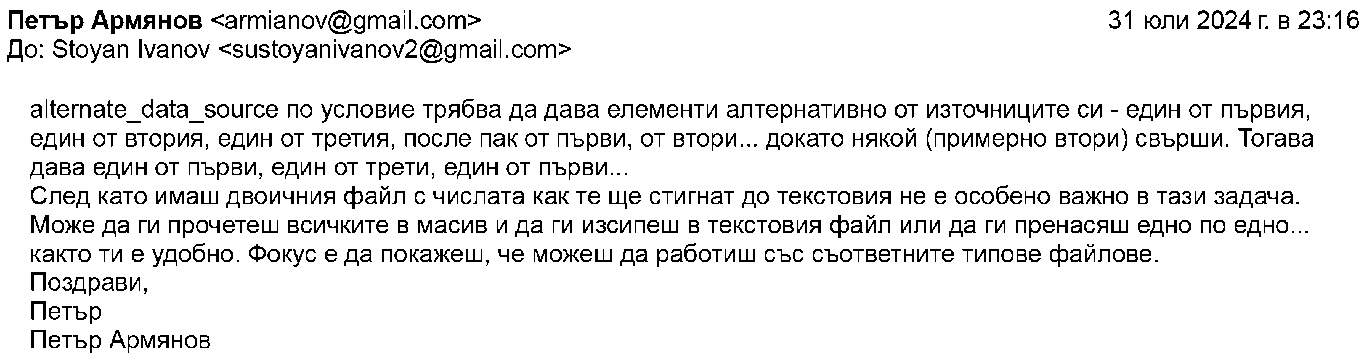 Петър Армянов <armianov@gmail.com> 31 юли 2024 г. в 23:16
До: Stoyan Ivanov <sustoyanivanov2@gmail.com>
alternate_data_source по условие трябва да дава елементи алтернативно от източниците си - един от първия,
един от втория, един от третия, после пак от първи, от втори... докато някой (примерно втори) свърши. Тогава
дава един от първи, един от трети, един от първи...
След като имаш двоичния файл с числата как те ще стигнат до текстовия не е особено важно в тази задача.
Може да ги прочетеш всичките в масив и да ги изсипеш в текстовия файл или да ги пренасяш едно по едно...
както ти е удобно. Фокус е да покажеш, че можеш да работиш със съответните типове файлове.
Поздрави,
Петър
Петър Армянов